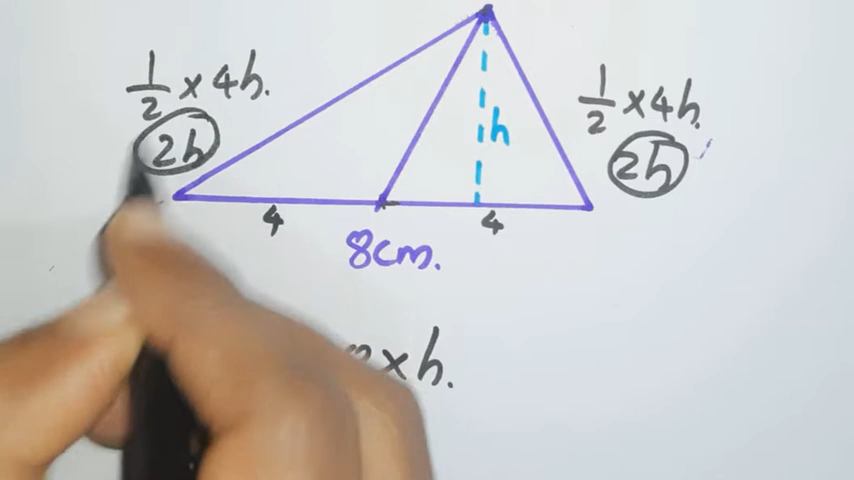 1/2 × 4h.
2h
h
1/2 × 4h.
2h
4
4
8cm.
× h.